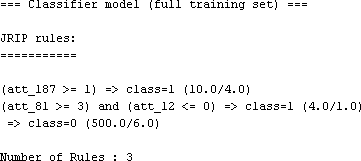 === Classifier model (full training set) ===
JRIP rules:
===========
(att_187 >= 1) => class=1 (10.0/4.0)
(att_81 >= 3) and (att_12 <= 0) => class=1 (4.0/1.0)
=> class=0 (500.0/6.0)
Number of Rules : 3